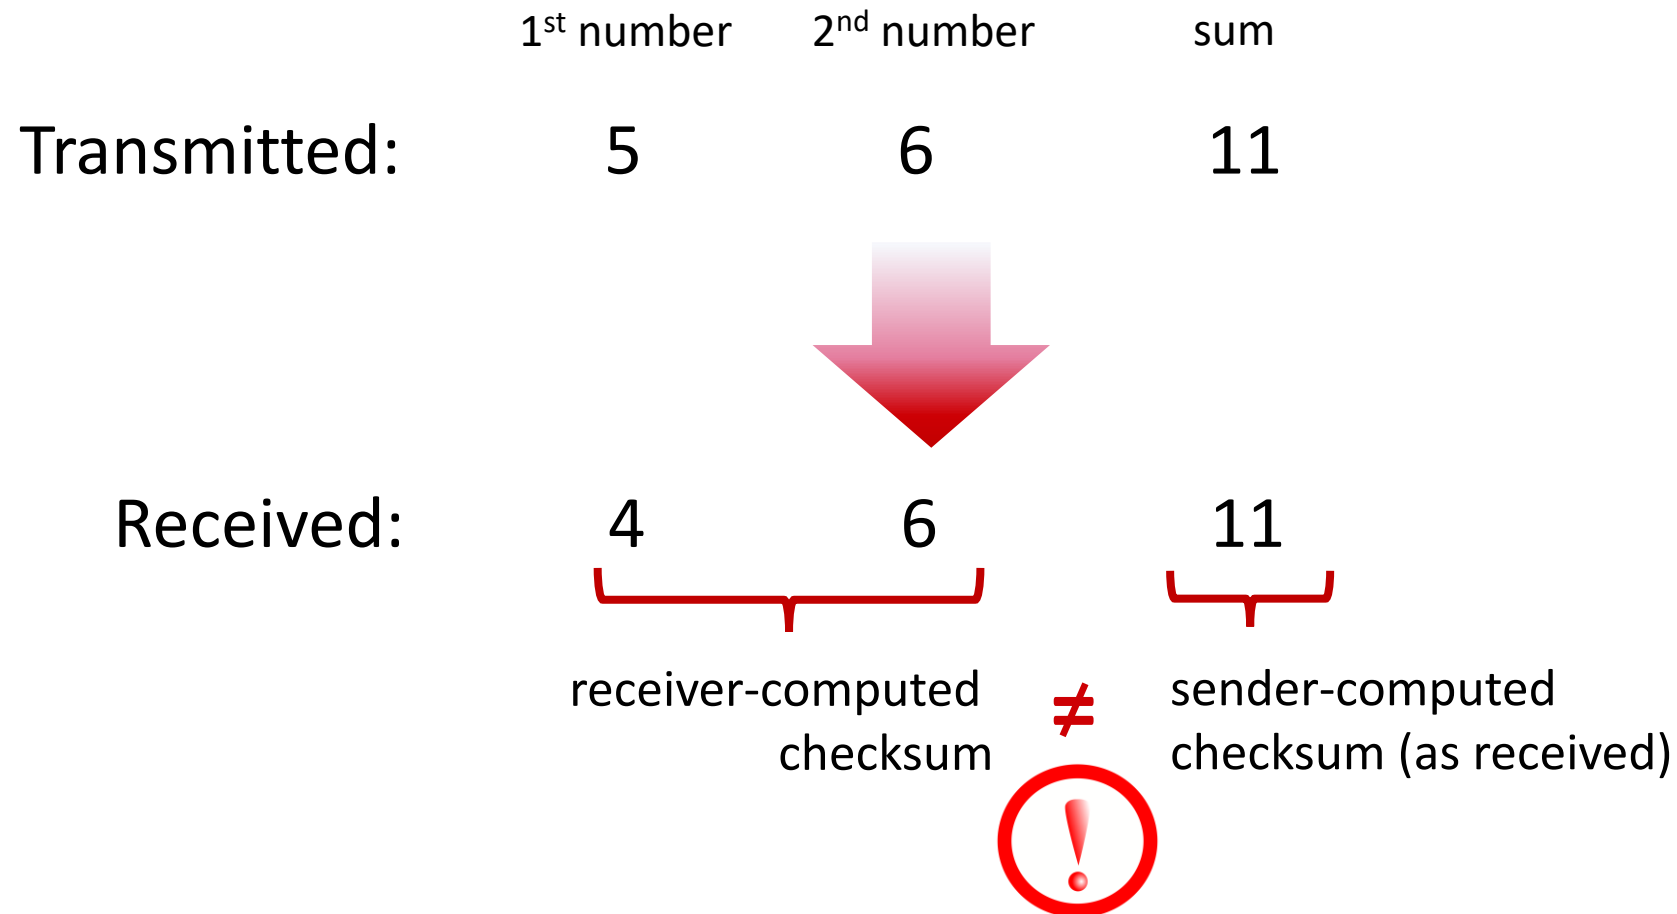 1st number 2nd number sum
Transmitted: 5 6 11
Received: 4 6 11
receiver-computed ≠ sender-computed
checksum checksum (as received)
!